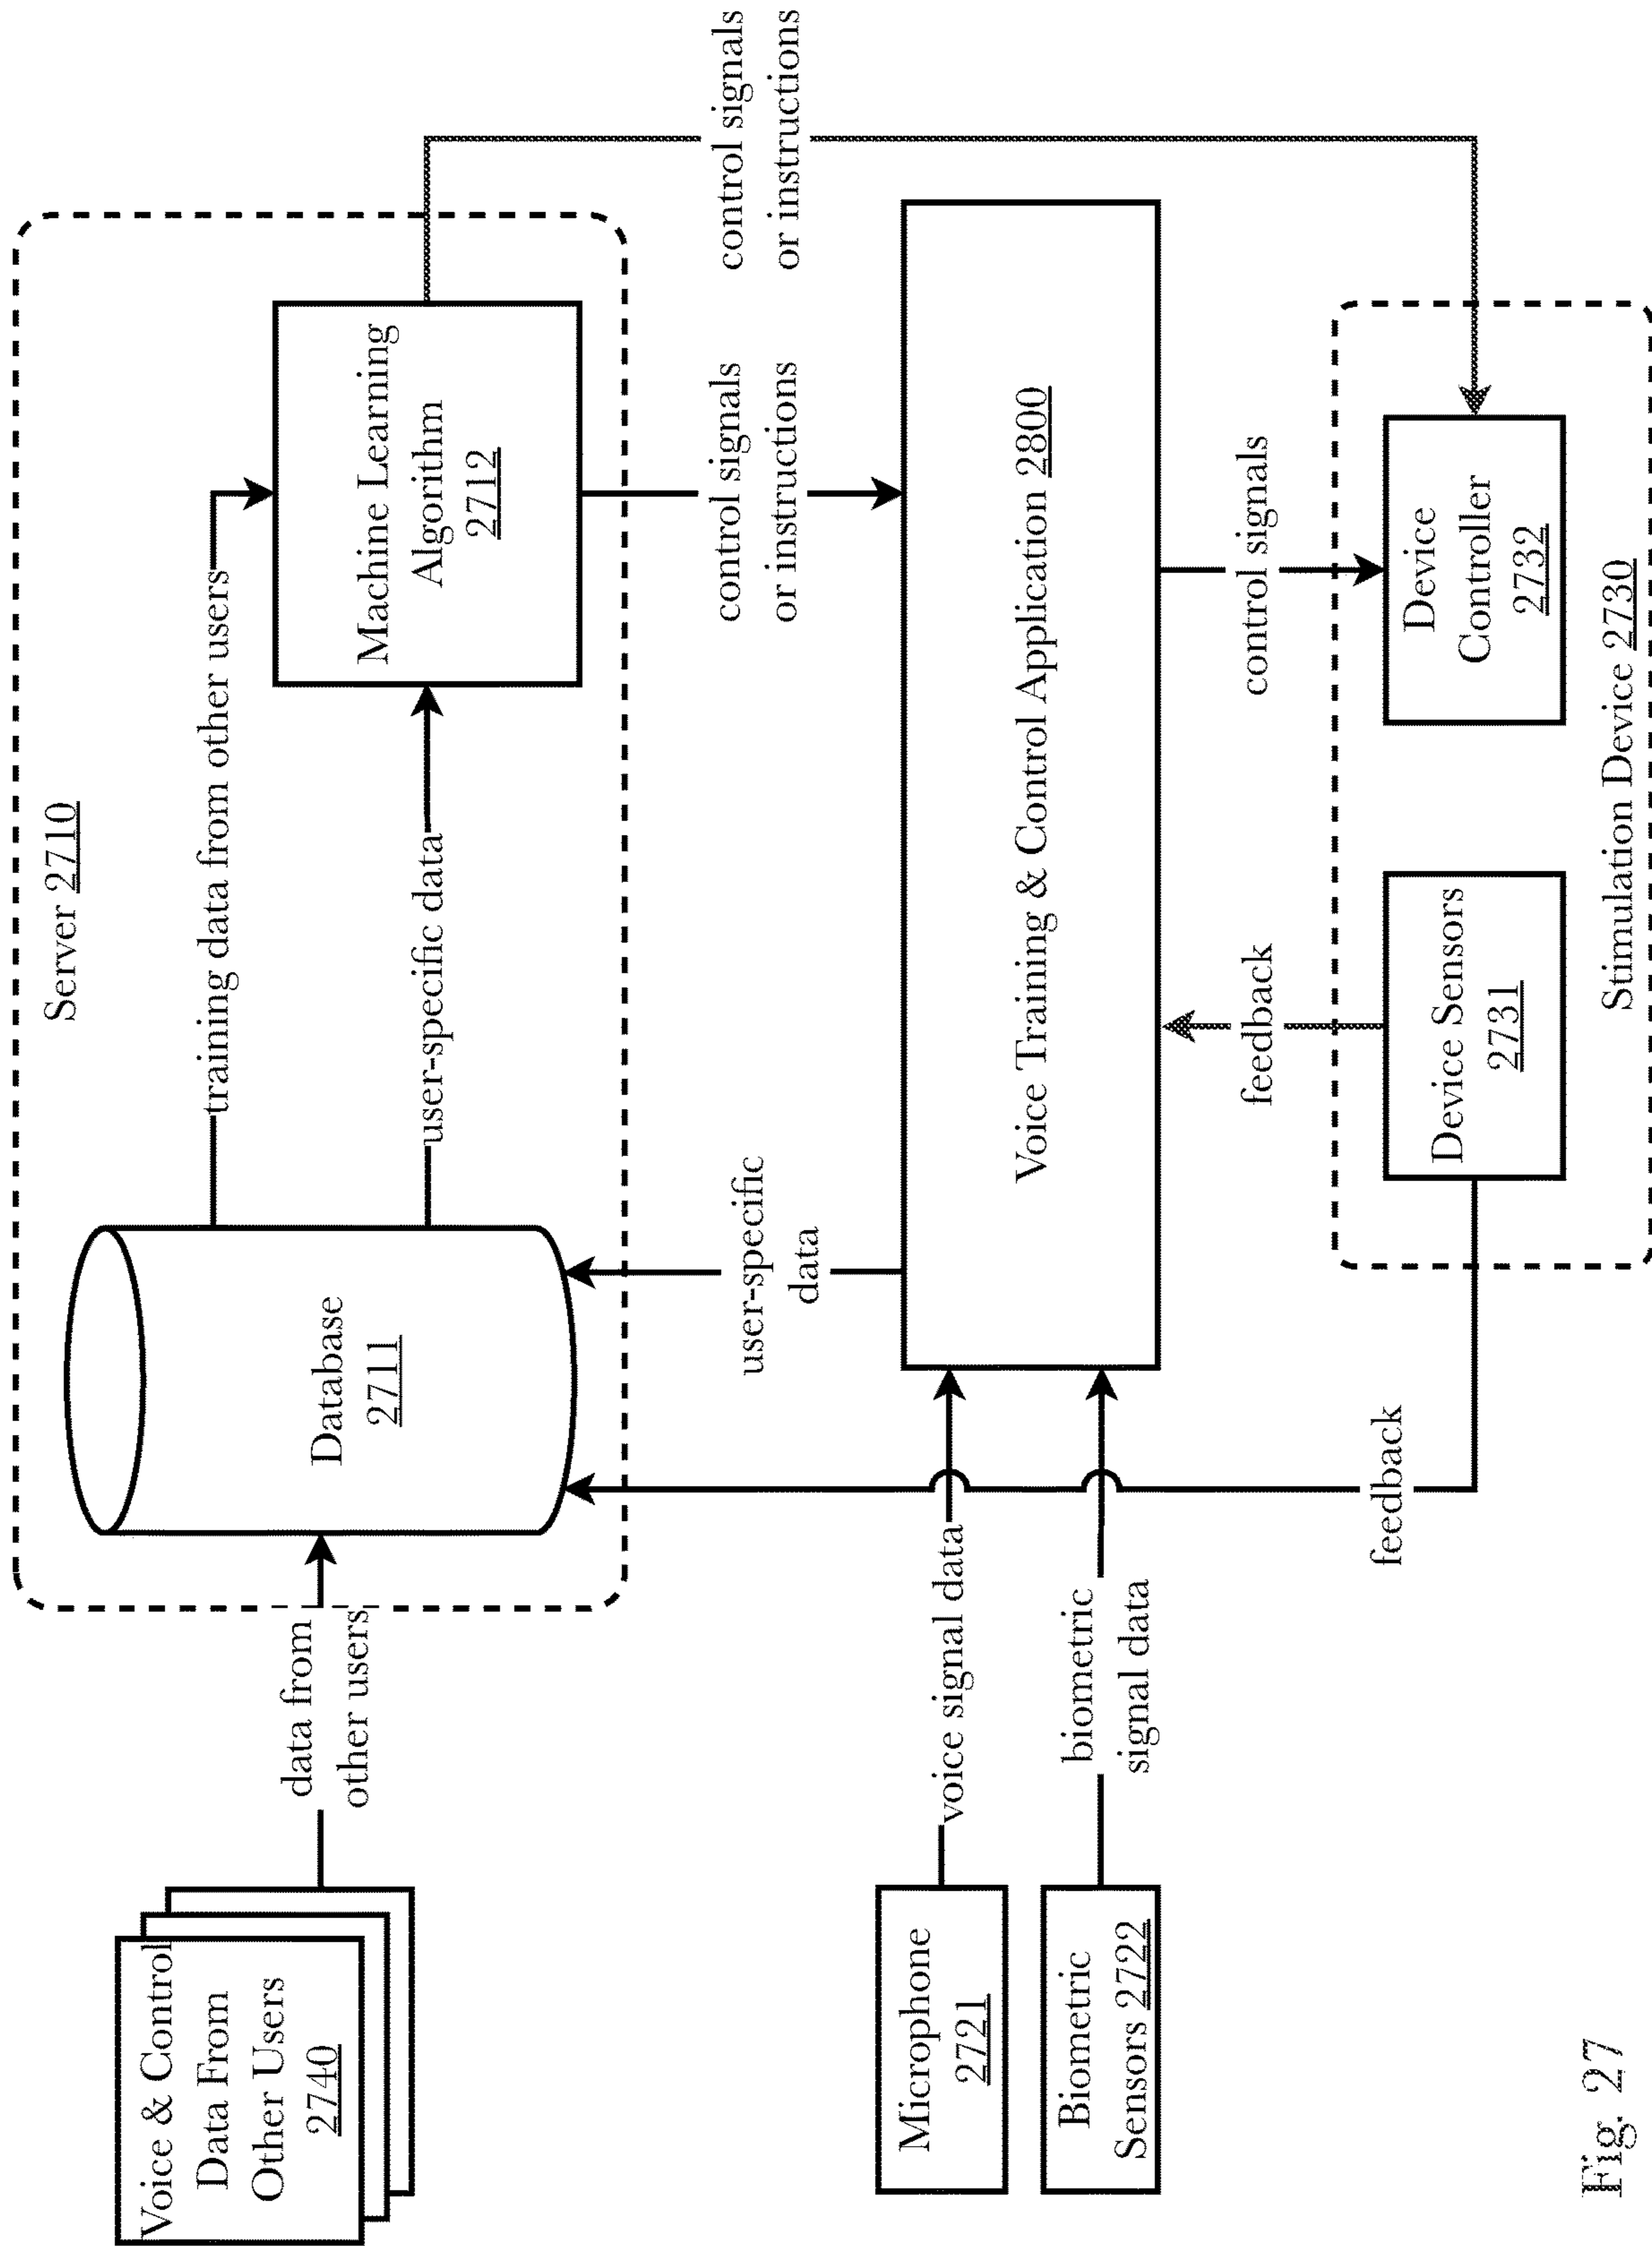 Voice & Control
Data From
Other Users
2740
data from
other users
Server 2710
Database
2711
training data from other users
user-specific data
Machine Learning
Algorithm
2712
user-specific
data
control signals
or instructions
control signals
or instructions
Microphone
2721
voice signal data
Biometric
Sensors 2722
biometric
signal data
Voice Training & Control Application 2800
feedback
feedback
control signals
Device Sensors
2731
Device
Controller
2732
Stimulation Device 2730
Fig. 27